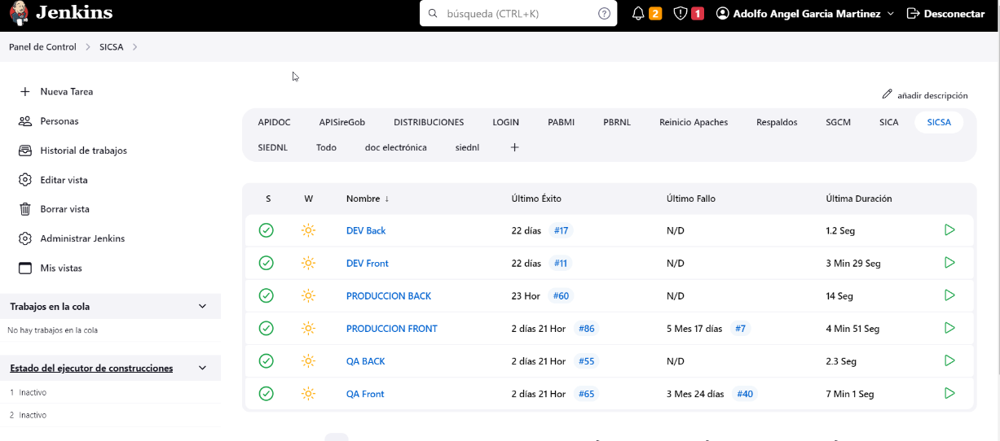 Jenkins
búsqueda (CTRL+K)
?
2
1
Adolfo Angel Garcia Martinez
Desconectar
Panel de Control
SICSA
Nueva Tarea
Personas
Historial de trabajos
Editar vista
Borrar vista
Administrar Jenkins
Mis vistas
Trabajos en la cola
No hay trabajos en la cola
Estado del ejecutor de construcciones
1 Inactivo
2 Inactivo
añadir descripción
APIDOC APISireGob DISTRIBUCIONES LOGIN PABMI PBRNL Reinicio Apaches Respaldos SGCM SICA SICSA
SIEDNL Todo doc electrónica siednl +
S W Nombre ↓ Último Éxito Último Fallo Última Duración
DEV Back 22 días #17 N/D 1.2 Seg
DEV Front 22 días #11 N/D 3 Min 29 Seg
PRODUCCION BACK 23 Hor #60 N/D 14 Seg
PRODUCCION FRONT 2 días 21 Hor #86 5 Mes 17 días #7 4 Min 51 Seg
QA BACK 2 días 21 Hor #55 N/D 2.3 Seg
QA Front 2 días 21 Hor #65 3 Mes 24 días #40 7 Min 1 Seg